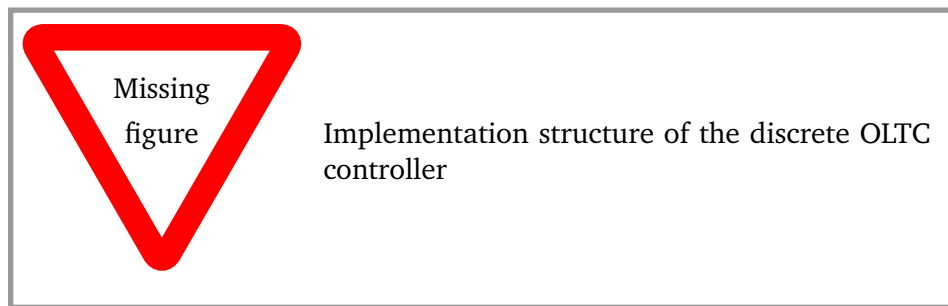 Missing
figure
Implementation structure of the discrete OLTC
controller